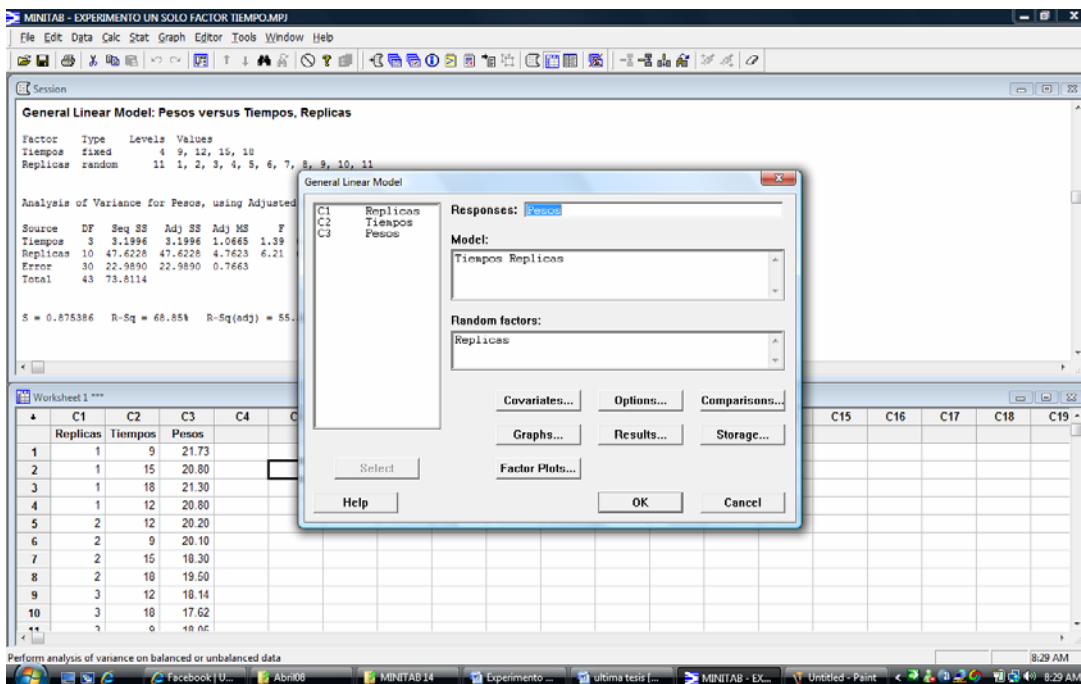 MINITAB - EXPERIMENTO UN SOLO FACTOR TIEMPO.MPJ
File Edit Data Calc Stat Graph Editor Tools Window Help
Session
General Linear Model: Pesos versus Tiempos, Replicas
Factor Type Levels Values
Tiempos fixed 4 9, 12, 15, 18
Replicas random 11 1, 2, 3, 4, 5, 6, 7, 8, 9, 10, 11
Analysis of Variance for Pesos, using Adjusted
Source DF Seq SS Adj SS Adj MS F
Tiempos 3 3.1996 3.1996 1.0665 1.39
Replicas 10 47.6228 47.6228 4.7623 6.21
Error 30 22.9890 22.9890 0.7663
Total 43 73.8114
S = 0.875386 R-Sq = 68.85% R-Sq(adj) = 55.
General Linear Model
C1 Replicas
C2 Tiempos
C3 Pesos
Responses: Pesos
Model:
Tiempos Replicas
Random factors:
Replicas
Covariates... Options... Comparisons...
Graphs... Results... Storage...
Select Factor Plots...
Help OK Cancel
Worksheet 1 ***
C1 C2 C3 C4 C15 C16 C17 C18 C19
Replicas Tiempos Pesos
1 1 9 21.73
2 1 15 20.80
3 1 18 21.30
4 1 12 20.80
5 2 12 20.20
6 2 9 20.10
7 2 15 18.30
8 2 18 19.50
9 3 12 18.14
10 3 18 17.62
11 3 9
Perform analysis of variance on balanced or unbalanced data 8:29 AM
Facebook | U... Abril08 MINITAB 14 Experimento ... ultima tesis [... MINITAB - EX... Untitled - Paint 8:29 AM